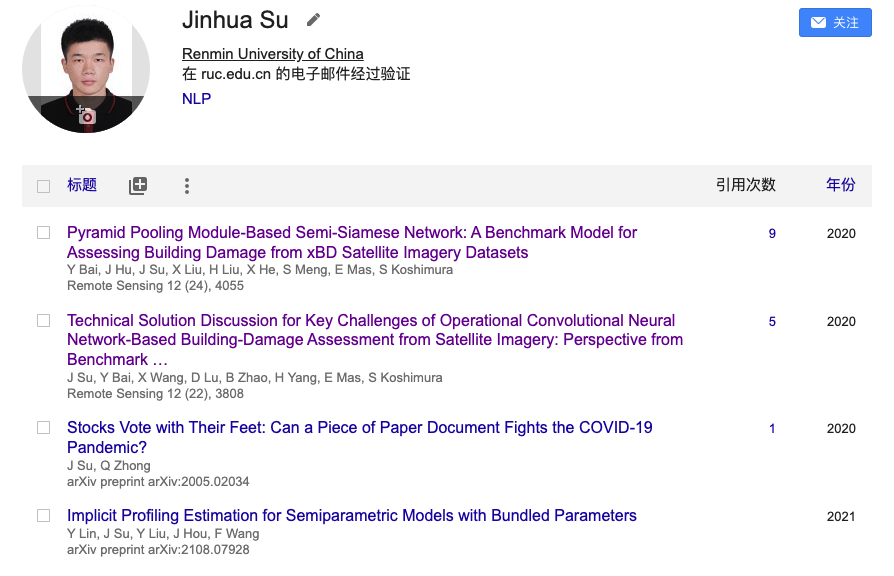 Jinhua Su
关注
Renmin University of China
在 ruc.edu.cn 的电子邮件经过验证
NLP
标题 引用次数 年份
Pyramid Pooling Module-Based Semi-Siamese Network: A Benchmark Model for 9 2020
Assessing Building Damage from xBD Satellite Imagery Datasets
Y Bai, J Hu, J Su, X Liu, H Liu, X He, S Meng, E Mas, S Koshimura
Remote Sensing 12 (24), 4055
Technical Solution Discussion for Key Challenges of Operational Convolutional Neural 5 2020
Network-Based Building-Damage Assessment from Satellite Imagery: Perspective from
Benchmark …
J Su, Y Bai, X Wang, D Lu, B Zhao, H Yang, E Mas, S Koshimura
Remote Sensing 12 (22), 3808
Stocks Vote with Their Feet: Can a Piece of Paper Document Fights the COVID-19 1 2020
Pandemic?
J Su, Q Zhong
arXiv preprint arXiv:2005.02034
Implicit Profiling Estimation for Semiparametric Models with Bundled Parameters 2021
Y Lin, J Su, Y Liu, J Hou, F Wang
arXiv preprint arXiv:2108.07928